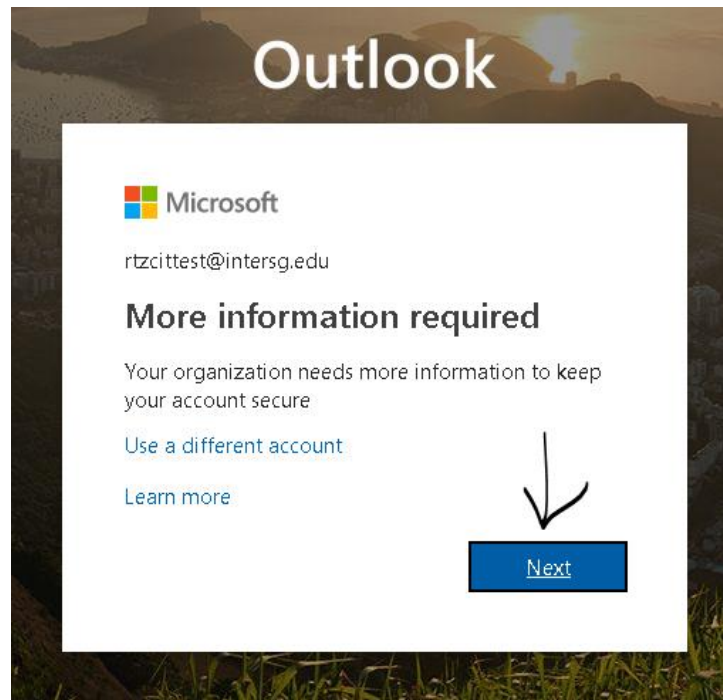 Outlook
Microsoft
rtzcittest@intersg.edu
More information required
Your organization needs more information to keep
your account secure
Use a different account
Learn more
Next